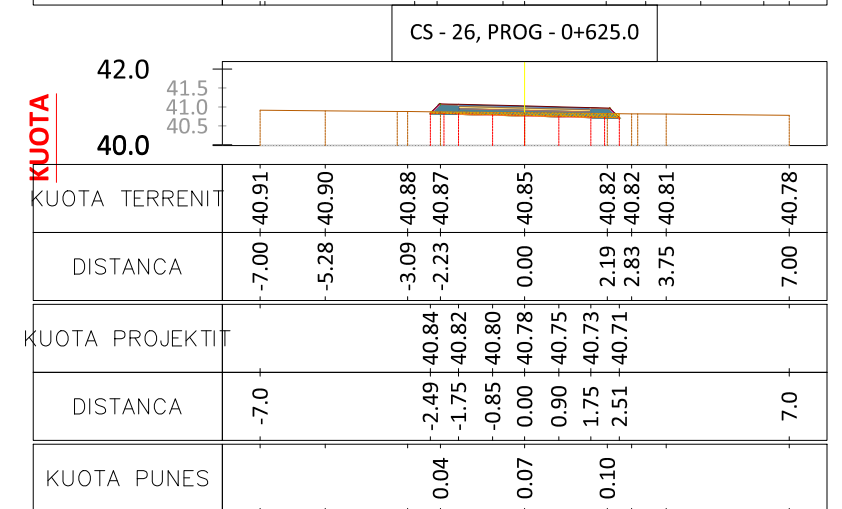 CS - 26, PROG - 0+625.0
KUOTA
42.0
41.5
41.0
40.5
40.0
KUOTA TERRENIT 40.91 40.90 40.88 40.87 40.85 40.82 40.82 40.81 40.78
DISTANCA -7.00 -5.28 -3.09 -2.23 0.00 2.19 2.83 3.75 7.00
KUOTA PROJEKTIT 40.84 40.82 40.80 40.78 40.75 40.73 40.71
DISTANCA -7.0 -2.49 -1.75 -0.85 0.00 0.90 1.75 2.51 7.0
KUOTA PUNES 0.04 0.07 0.10